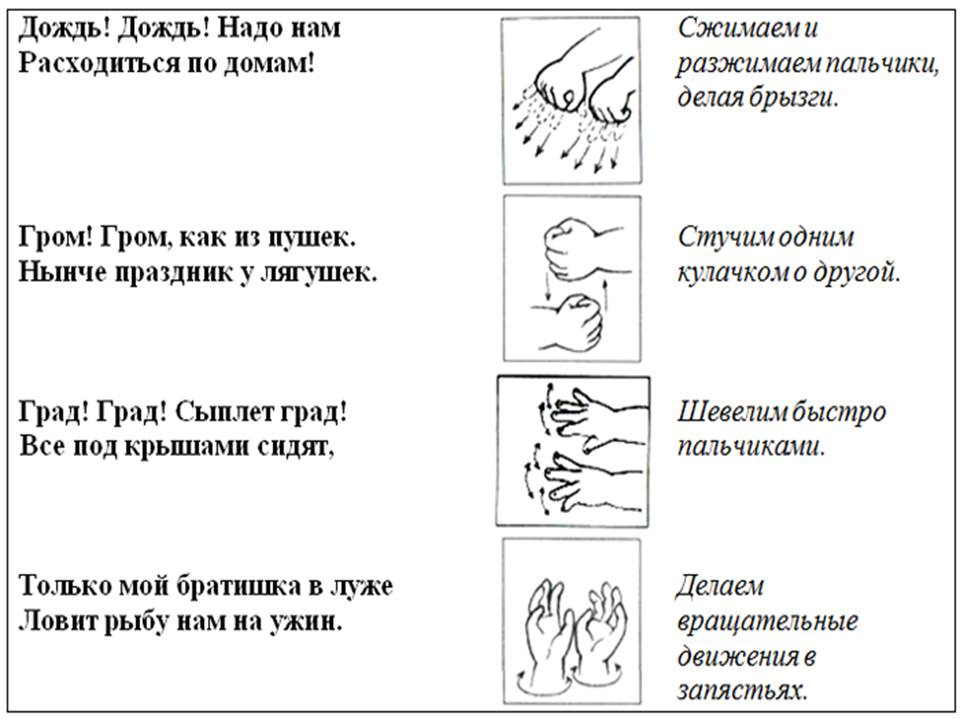 Дождь! Дождь! Надо нам
Расходиться по домам!
Сжимаем и
разжимаем пальчики,
делая брызги.
Гром! Гром, как из пушек.
Нынче праздник у лягушек.
Стучим одним
кулачком о другой.
Град! Град! Сыплет град!
Все под крышами сидят,
Шевелим быстро
пальчиками.
Только мой братишка в луже
Ловит рыбу нам на ужин.
Делаем
вращательные
движения в
запястьях.